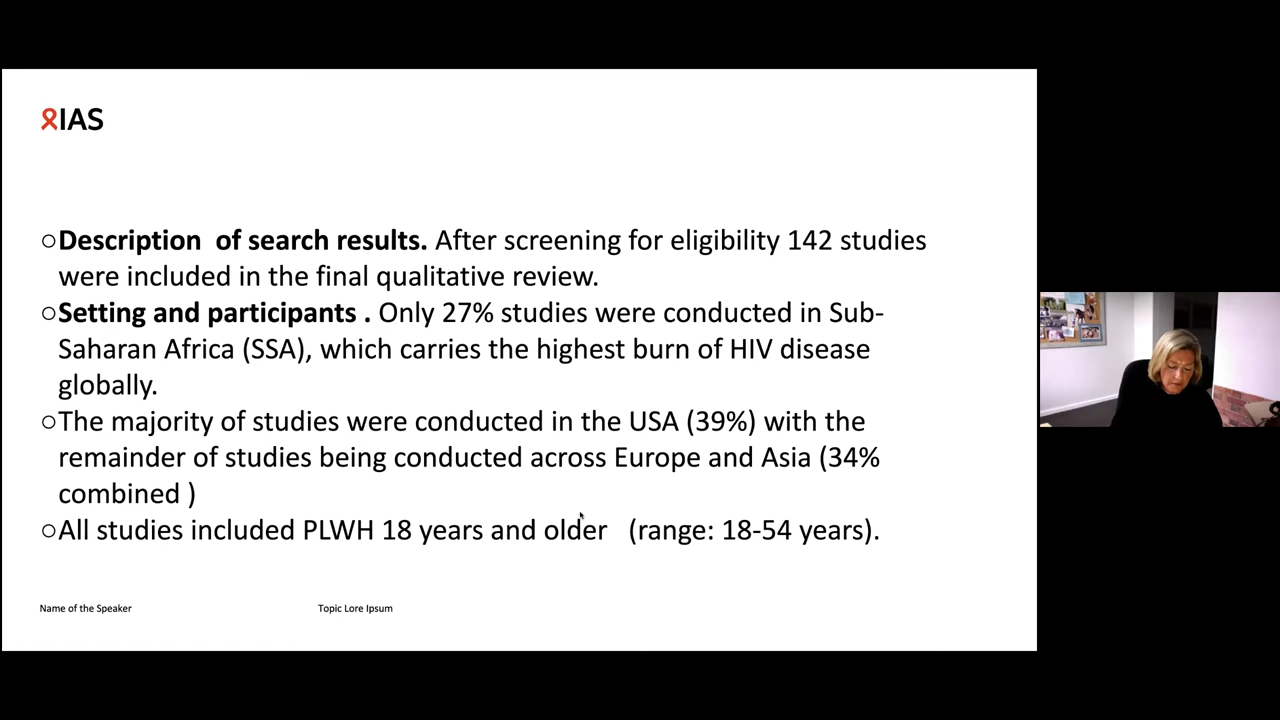 IAS
○Description of search results. After screening for eligibility 142 studies
were included in the final qualitative review.
○Setting and participants . Only 27% studies were conducted in Sub-
Saharan Africa (SSA), which carries the highest burn of HIV disease
globally.
○The majority of studies were conducted in the USA (39%) with the
remainder of studies being conducted across Europe and Asia (34%
combined )
○All studies included PLWH 18 years and older (range: 18-54 years).
Name of the Speaker
Topic Lore Ipsum